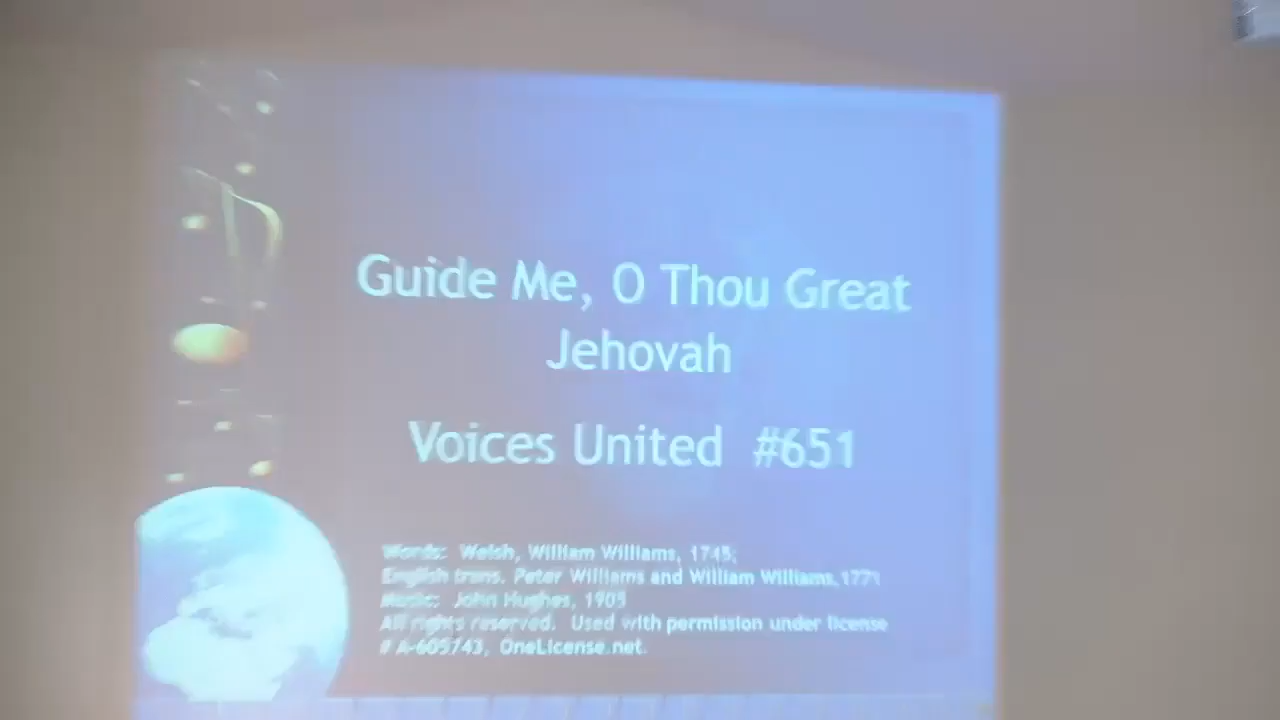 Guide Me, O Thou Great
Jehovah
Voices United #651
Words: Welsh, William Williams, 1745;
English trans. Peter Williams and William Williams, 1771
Music: John Hughes, 1905
All rights reserved. Used with permission under license
# A-605743, OneLicense.net.